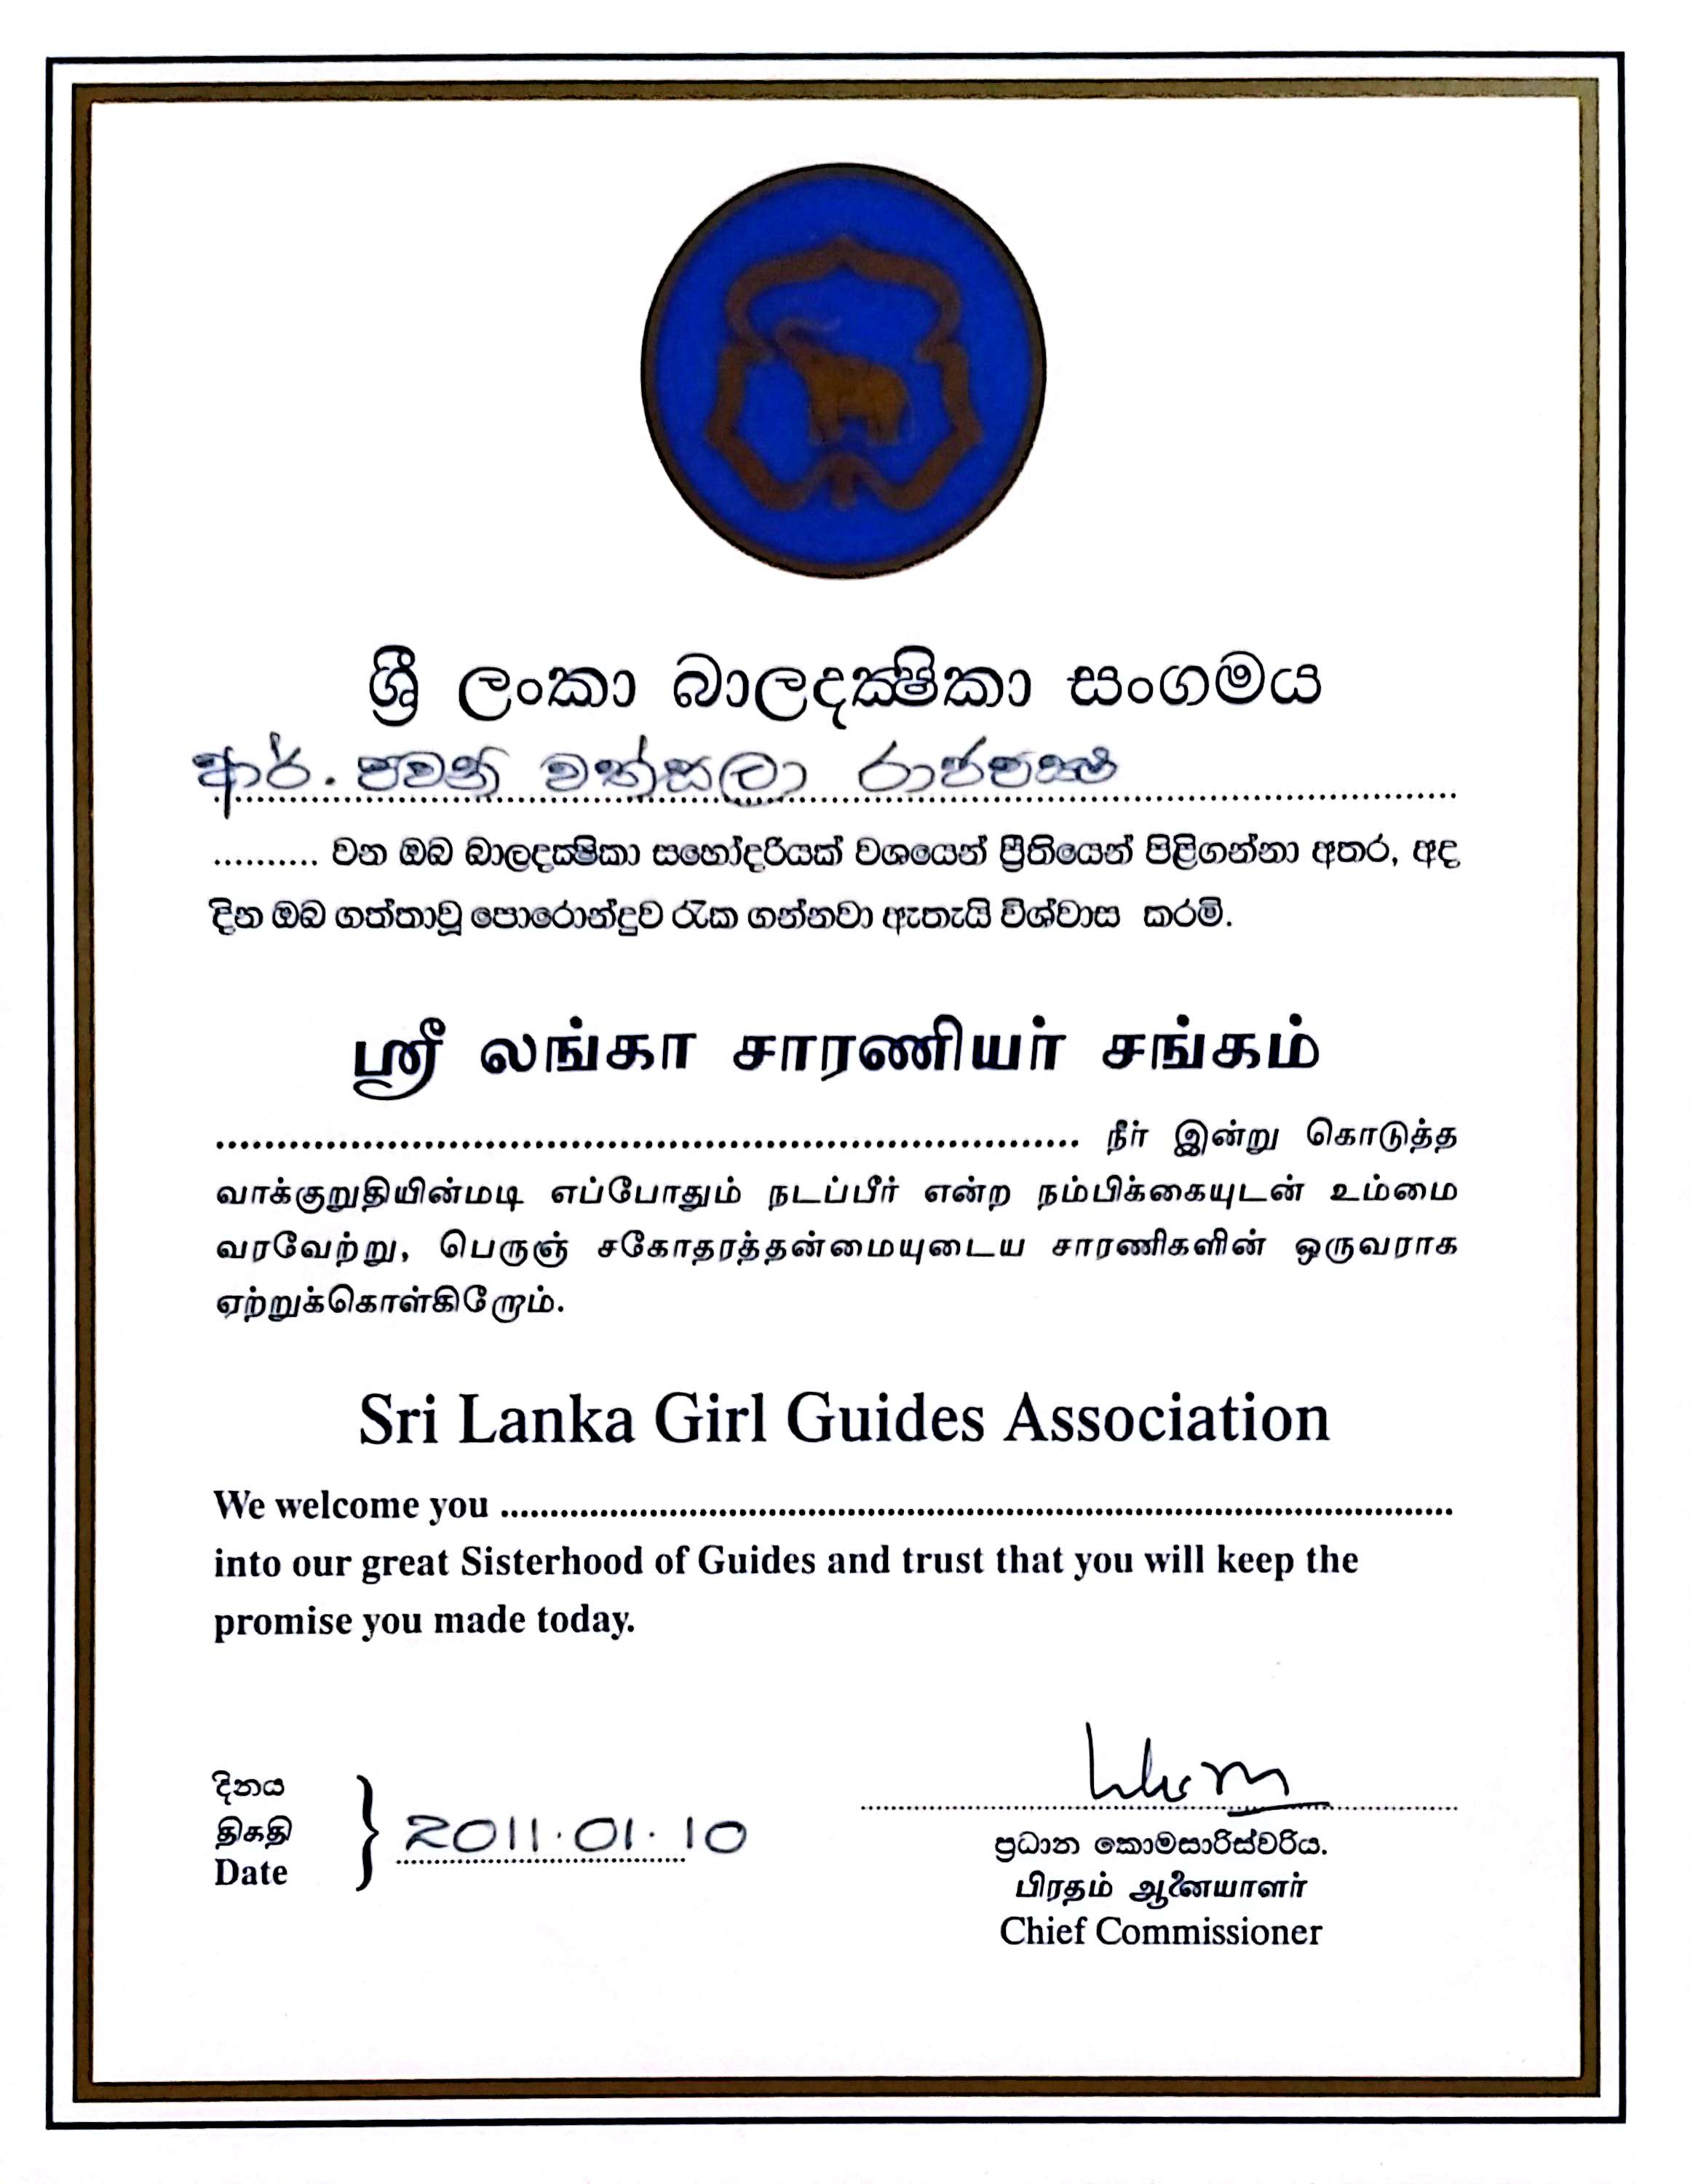 ශ්‍රී ලංකා බාලදක්‍ෂිකා සංගමය
ආර්. පවනි වත්සලා රාජපක්ෂ
.......... වන ඔබ බාලදක්‍ෂිකා සහෝදරියක් වශයෙන් ප්‍රීතියෙන් පිළිගන්නා අතර, අද
දින ඔබ ගත්තාවූ පොරොන්දුව රැක ගන්නවා ඇතැයි විශ්වාස කරමි.
ஸ்ரீ லங்கா சாரணியர் சங்கம்
...................................................................... நீர் இன்று கொடுத்த
வாக்குறுதியின்மடி எப்போதும் நடப்பீர் என்ற நம்பிக்கையுடன் உம்மை
வரவேற்று, பெருஞ் சகோதரத்தன்மையுடைய சாரணிகளின் ஒருவராக
ஏற்றுக்கொள்கிறோம்.
Sri Lanka Girl Guides Association
We welcome you ......................................................................
into our great Sisterhood of Guides and trust that you will keep the
promise you made today.
දිනය
திகதி
Date
2011.01.10
ප්‍රධාන කොමසාරිස්වරිය.
பிரதம் ஆணையாளர்
Chief Commissioner